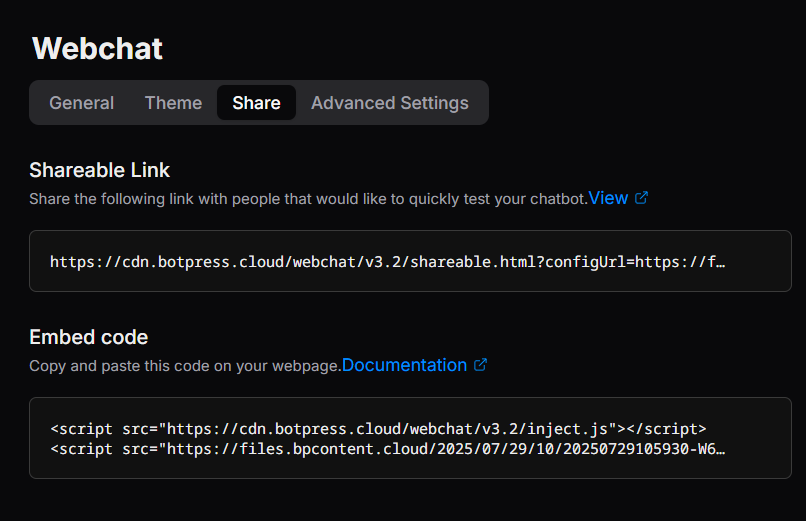 Webchat
General Theme Share Advanced Settings
Shareable Link
Share the following link with people that would like to quickly test your chatbot.View
https://cdn.botpress.cloud/webchat/v3.2/shareable.html?configUrl=https://f…
Embed code
Copy and paste this code on your webpage.Documentation
<script src="https://cdn.botpress.cloud/webchat/v3.2/inject.js"></script>
<script src="https://files.bpcontent.cloud/2025/07/29/10/20250729105930-W6…